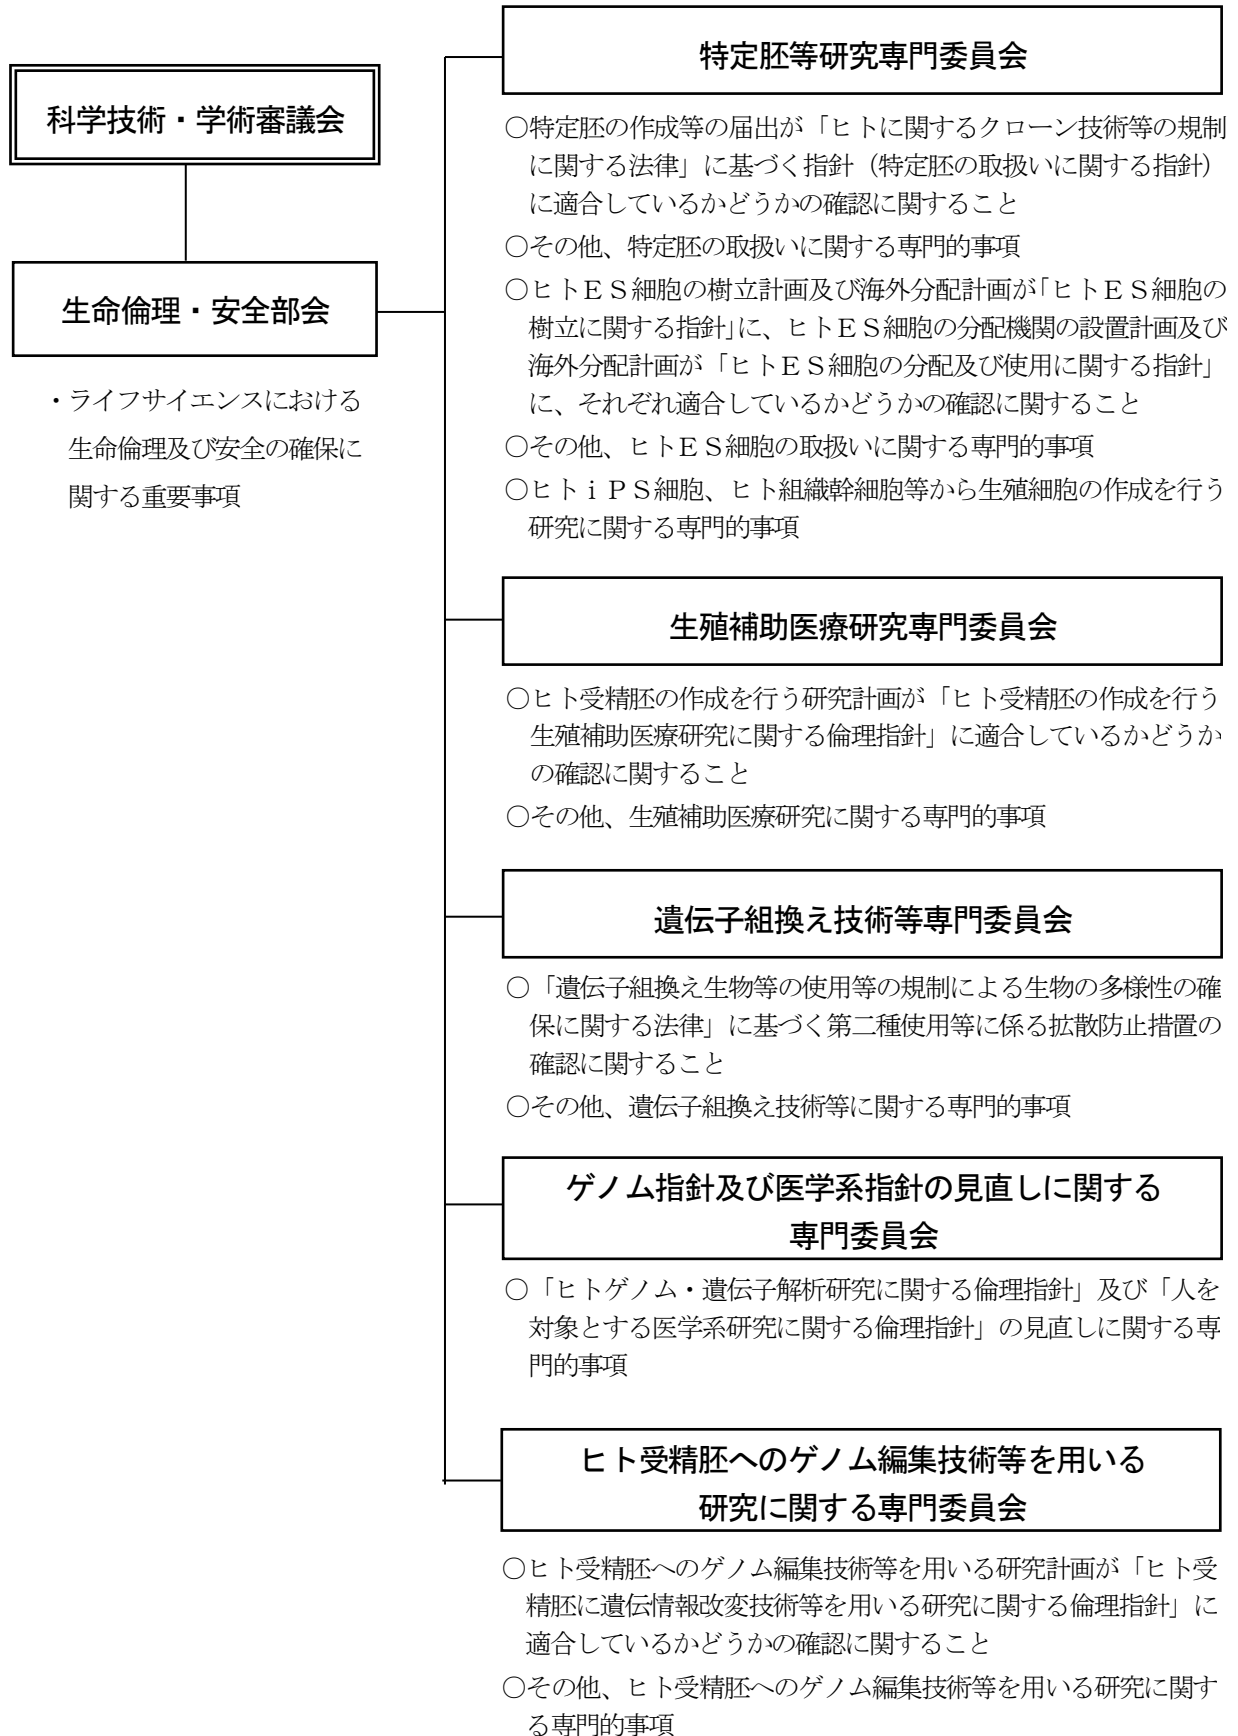 科学技術・学術審議会
生命倫理・安全部会
・ライフサイエンスにおける
生命倫理及び安全の確保に
関する重要事項
特定胚等研究専門委員会
○特定胚の作成等の届出が「ヒトに関するクローン技術等の規制
に関する法律」に基づく指針（特定胚の取扱いに関する指針）
に適合しているかどうかの確認に関すること
○その他、特定胚の取扱いに関する専門的事項
○ヒトＥＳ細胞の樹立計画及び海外分配計画が「ヒトＥＳ細胞の
樹立に関する指針」に、ヒトＥＳ細胞の分配機関の設置計画及び
海外分配計画が「ヒトＥＳ細胞の分配及び使用に関する指針」
に、それぞれ適合しているかどうかの確認に関すること
○その他、ヒトＥＳ細胞の取扱いに関する専門的事項
○ヒトｉＰＳ細胞、ヒト組織幹細胞等から生殖細胞の作成を行う
研究に関する専門的事項
生殖補助医療研究専門委員会
○ヒト受精胚の作成を行う研究計画が「ヒト受精胚の作成を行う
生殖補助医療研究に関する倫理指針」に適合しているかどうか
の確認に関すること
○その他、生殖補助医療研究に関する専門的事項
遺伝子組換え技術等専門委員会
○「遺伝子組換え生物等の使用等の規制による生物の多様性の確
保に関する法律」に基づく第二種使用等に係る拡散防止措置の
確認に関すること
○その他、遺伝子組換え技術等に関する専門的事項
ゲノム指針及び医学系指針の見直しに関する
専門委員会
○「ヒトゲノム・遺伝子解析研究に関する倫理指針」及び「人を
対象とする医学系研究に関する倫理指針」の見直しに関する専
門的事項
ヒト受精胚へのゲノム編集技術等を用いる
研究に関する専門委員会
○ヒト受精胚へのゲノム編集技術等を用いる研究計画が「ヒト受
精胚に遺伝情報改変技術等を用いる研究に関する倫理指針」に
適合しているかどうかの確認に関すること
○その他、ヒト受精胚へのゲノム編集技術等を用いる研究に関す
る専門的事項